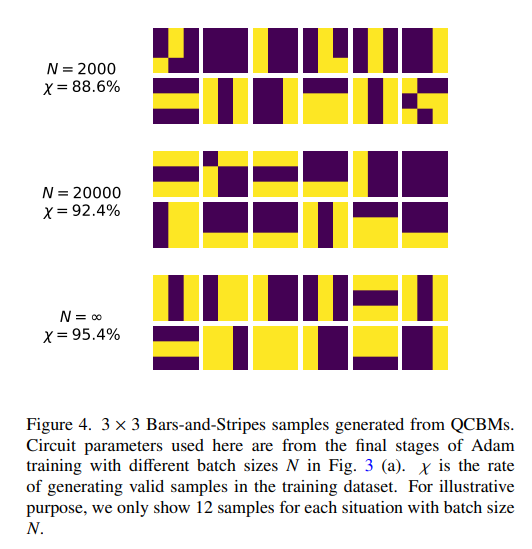 N = 2000
χ = 88.6%
N = 20000
χ = 92.4%
N = ∞
χ = 95.4%
Figure 4. 3 × 3 Bars-and-Stripes samples generated from QCBMs.
Circuit parameters used here are from the final stages of Adam
training with different batch sizes N in Fig. 3 (a). χ is the rate
of generating valid samples in the training dataset. For illustrative
purpose, we only show 12 samples for each situation with batch size
N.